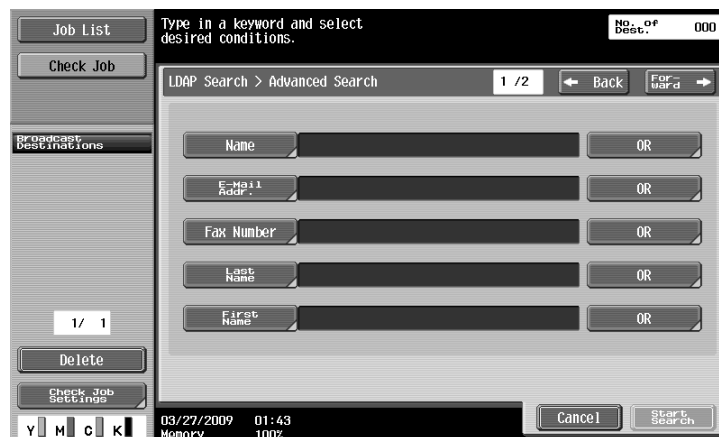 Job List
Type in a keyword and select
desired conditions.
No. of
Dest.
000
Check Job
LDAP Search > Advanced Search
1 /2
Back
For-
ward
Broadcast
Destinations
Name
OR
E-Mail
Addr.
OR
Fax Number
OR
Last
Name
OR
First
Name
OR
1/ 1
Delete
Check Job
Settings
Cancel
Start
Search
03/27/2009 01:43
Memory 100%
Y M C K